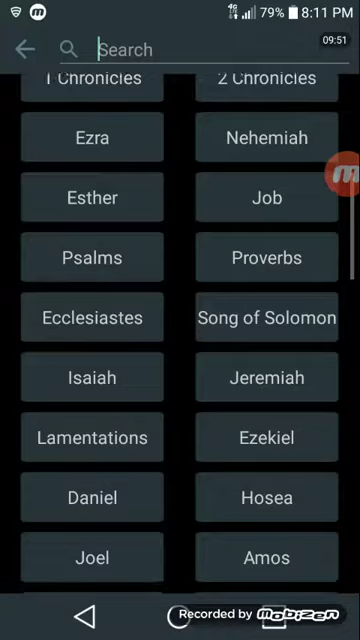 4G 79% 8:11 PM
Search
09:51
1 Chronicles 2 Chronicles
Ezra Nehemiah
Esther Job
Psalms Proverbs
Ecclesiastes Song of Solomon
Isaiah Jeremiah
Lamentations Ezekiel
Daniel Hosea
Joel Amos
Recorded by mobizen